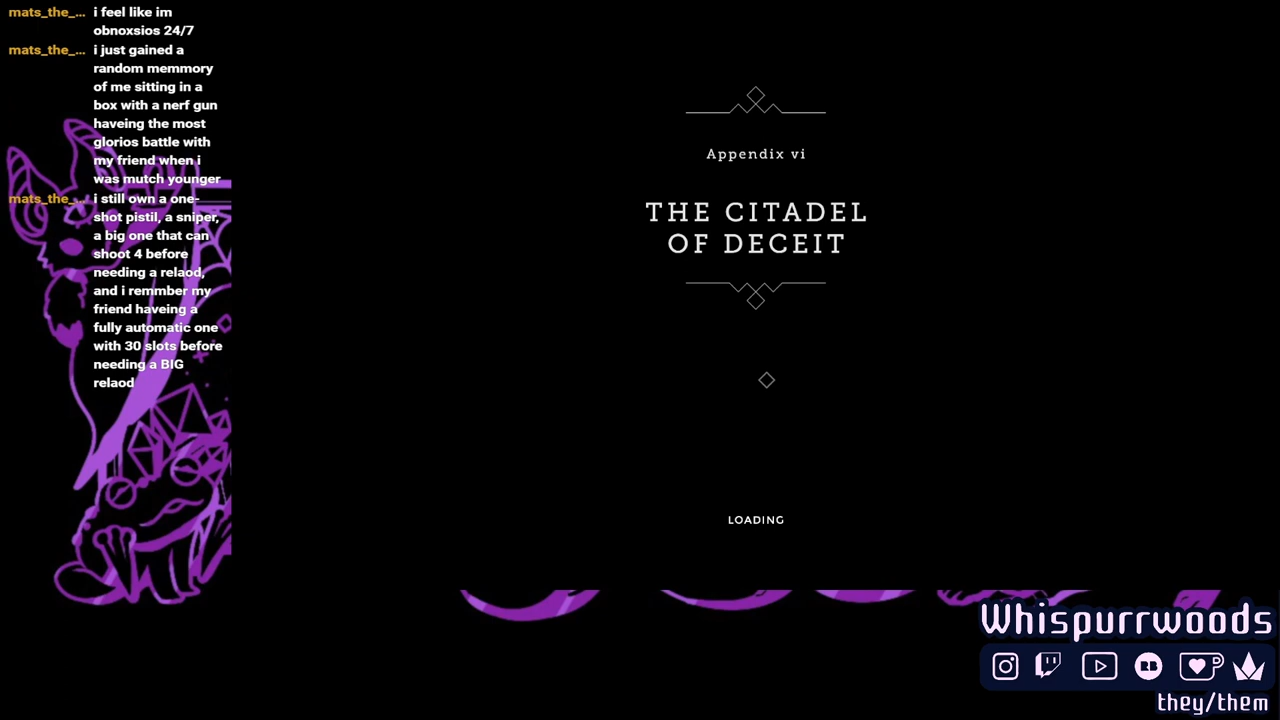 mats_the_... i feel like im
obnoxsios 24/7
mats_the_... i just gained a
random memmory
of me sitting in a
box with a nerf gun
haveing the most
glorios battle with
my friend when i
was mutch younger
mats_the_... i still own a one-
shot pistil, a sniper,
a big one that can
shoot 4 before
needing a relaod,
and i remmber my
friend haveing a
fully automatic one
with 30 slots before
needing a BIG
relaod
Appendix vi
THE CITADEL
OF DECEIT
LOADING
Whispurrwoods
they/them